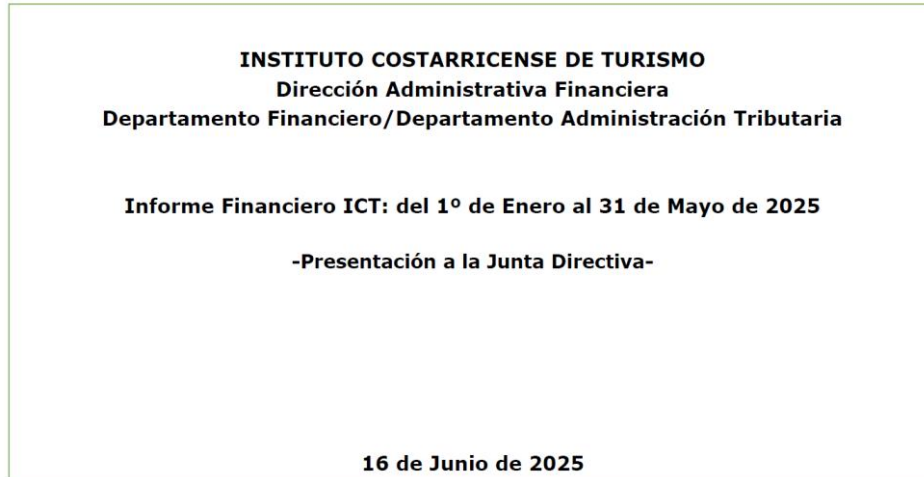 INSTITUTO COSTARRICENSE DE TURISMO
Dirección Administrativa Financiera
Departamento Financiero/Departamento Administración Tributaria
Informe Financiero ICT: del 1º de Enero al 31 de Mayo de 2025
-Presentación a la Junta Directiva-
16 de Junio de 2025